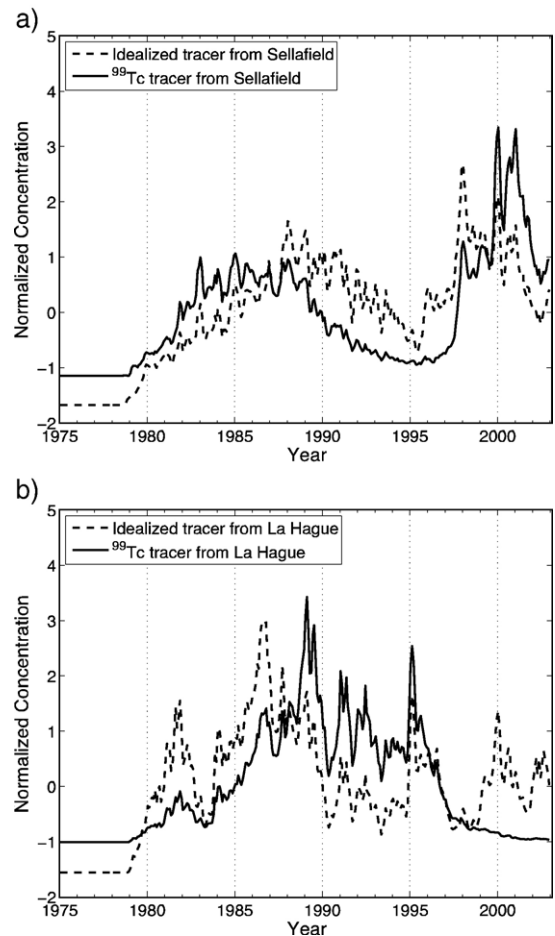 a)
5
Idealized tracer from Sellafield
⁹⁹Tc tracer from Sellafield
4
3
2
1
0
−1
−2
Normalized Concentration
1975 1980 1985 1990 1995 2000
Year
b)
5
Idealized tracer from La Hague
⁹⁹Tc tracer from La Hague
4
3
2
1
0
−1
−2
Normalized Concentration
1975 1980 1985 1990 1995 2000
Year